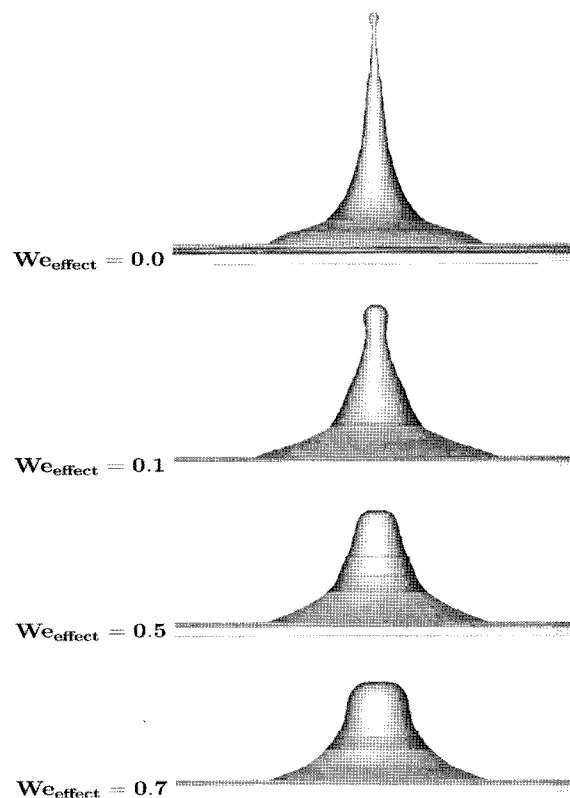 We_effect = 0.0
We_effect = 0.1
We_effect = 0.5
We_effect = 0.7